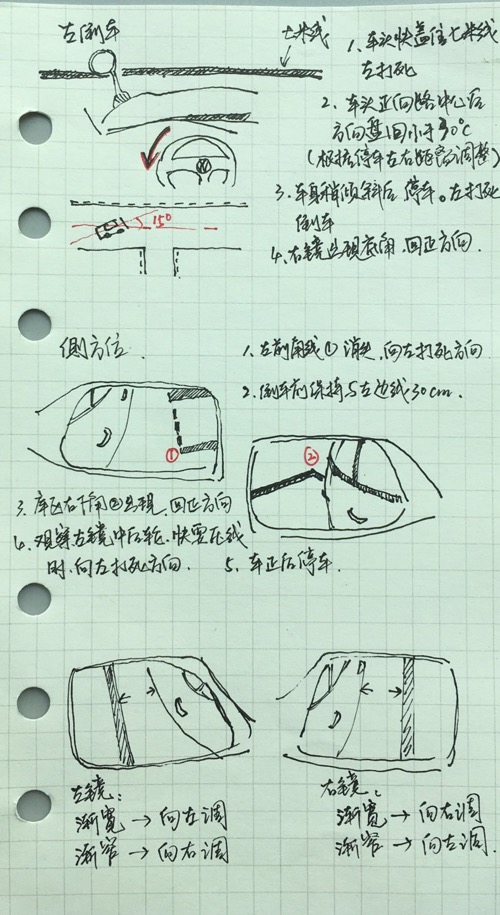 左倒车
七米线
1、车头快盖住七米线
左打死
2、车头正向路中心后
方向盘回小于30℃
(根据停车左右距离调整)
15°
3、车身稍倾斜后停车。左打死
倒车
4、右镜出现底角,回正方向.
侧方位.
1、左前角线① 消失,向左打死方向
2、倒车前保持与左边线30cm.
①
②
3、库区右下角②出现,回正方向
4、观察左镜中后轮,快要压线
时,向左打死方向.
5、车正后停车.
左镜:
渐宽→向左调
渐窄→向右调
右镜:
渐宽→向右调
渐窄→向左调.